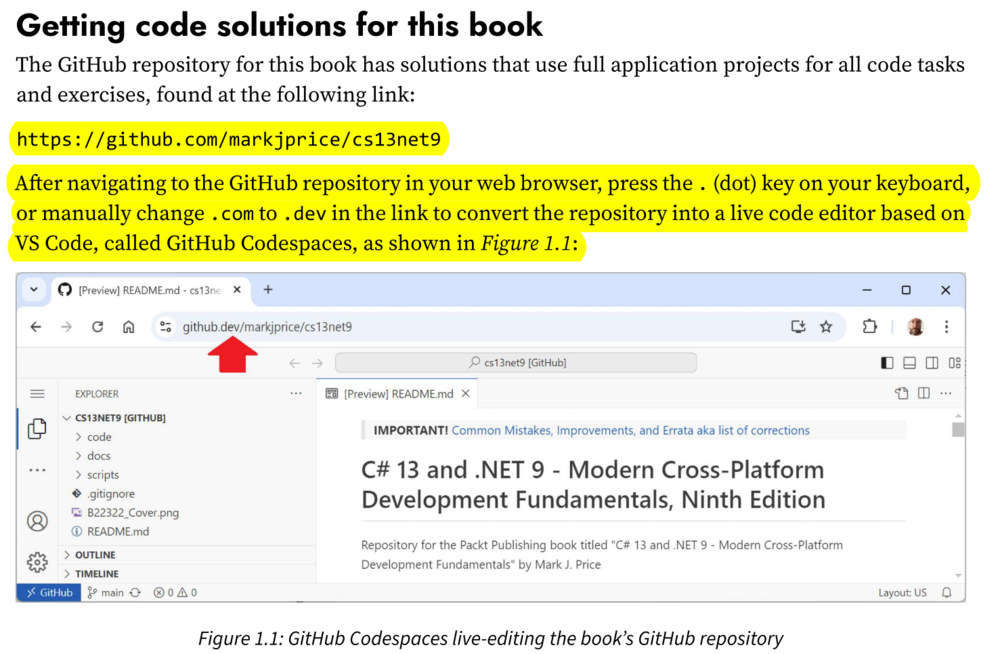 Getting code solutions for this book
The GitHub repository for this book has solutions that use full application projects for all code tasks
and exercises, found at the following link:
https://github.com/markjprice/cs13net9
After navigating to the GitHub repository in your web browser, press the . (dot) key on your keyboard,
or manually change .com to .dev in the link to convert the repository into a live code editor based on
VS Code, called GitHub Codespaces, as shown in Figure 1.1:
[Preview] README.md - cs13ne
github.dev/markjprice/cs13net9
cs13net9 [GitHub]
EXPLORER
[Preview] README.md
CS13NET9 [GITHUB]
code
docs
scripts
.gitignore
B22322_Cover.png
README.md
OUTLINE
TIMELINE
IMPORTANT! Common Mistakes, Improvements, and Errata aka list of corrections
C# 13 and .NET 9 - Modern Cross-Platform
Development Fundamentals, Ninth Edition
Repository for the Packt Publishing book titled "C# 13 and .NET 9 - Modern Cross-Platform
Development Fundamentals" by Mark J. Price
GitHub main 0 0 Layout: US
Figure 1.1: GitHub Codespaces live-editing the book’s GitHub repository